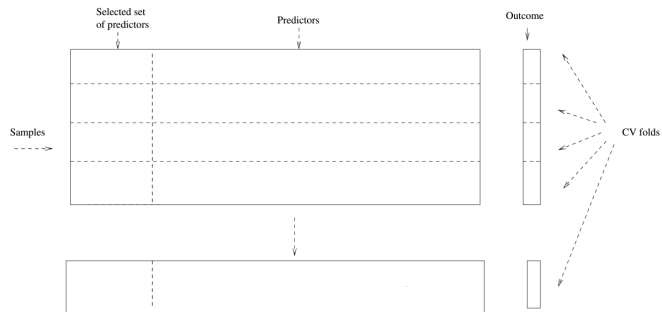 Selected set
of predictors
Predictors
Outcome
Samples
CV folds